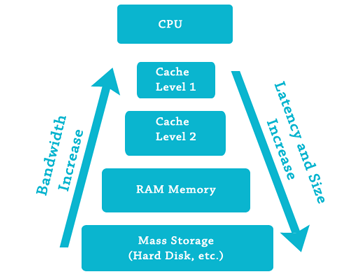 CPU
Cache
Level 1
Cache
Level 2
RAM Memory
Mass Storage
(Hard Disk, etc.)
Bandwidth
Increase
Latency and Size
Increase